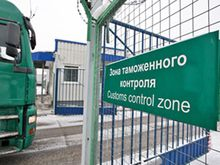 Зона таможенного
контроля
Customs control zone